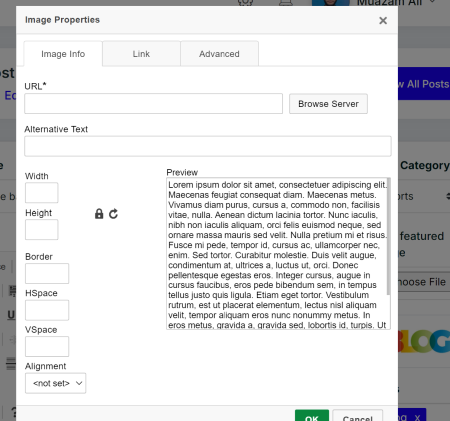 Muazam Ali
Image Properties
Image Info
Link
Advanced
URL*
Browse Server
w All Posts
Alternative Text
Category
Width
Height
Border
HSpace
VSpace
Alignment
<not set>
Preview
Lorem ipsum dolor sit amet, consectetuer adipiscing elit.
Maecenas feugiat consequat diam. Maecenas metus.
Vivamus diam purus, cursus a, commodo non, facilisis
vitae, nulla. Aenean dictum lacinia tortor. Nunc iaculis,
nibh non iaculis aliquam, orci felis euismod neque, sed
ornare massa mauris sed velit. Nulla pretium mi et risus.
Fusce mi pede, tempor id, cursus ac, ullamcorper nec,
enim. Sed tortor. Curabitur molestie. Duis velit augue,
condimentum at, ultrices a, luctus ut, orci. Donec
pellentesque egestas eros. Integer cursus, augue in
cursus faucibus, eros pede bibendum sem, in tempus
tellus justo quis ligula. Etiam eget tortor. Vestibulum
rutrum, est ut placerat elementum, lectus nisl aliquam
velit, tempor aliquam eros nunc nonummy metus. In
eros metus, gravida a, gravida sed, lobortis id, turpis. Ut
featured
hoose File
LOG
OK
Cancel